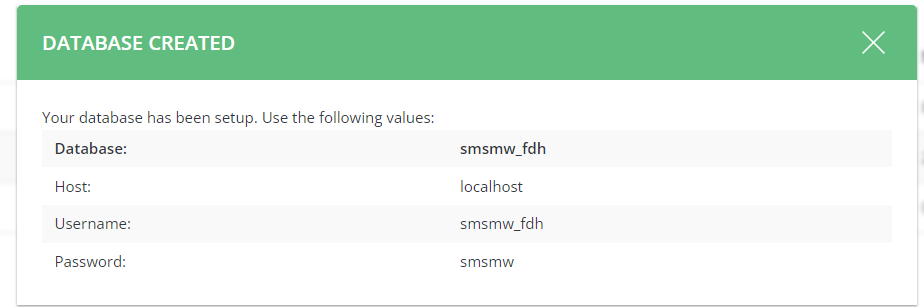 DATABASE CREATED
Your database has been setup. Use the following values:
Database: smsmw_fdh
Host: localhost
Username: smsmw_fdh
Password: smsmw